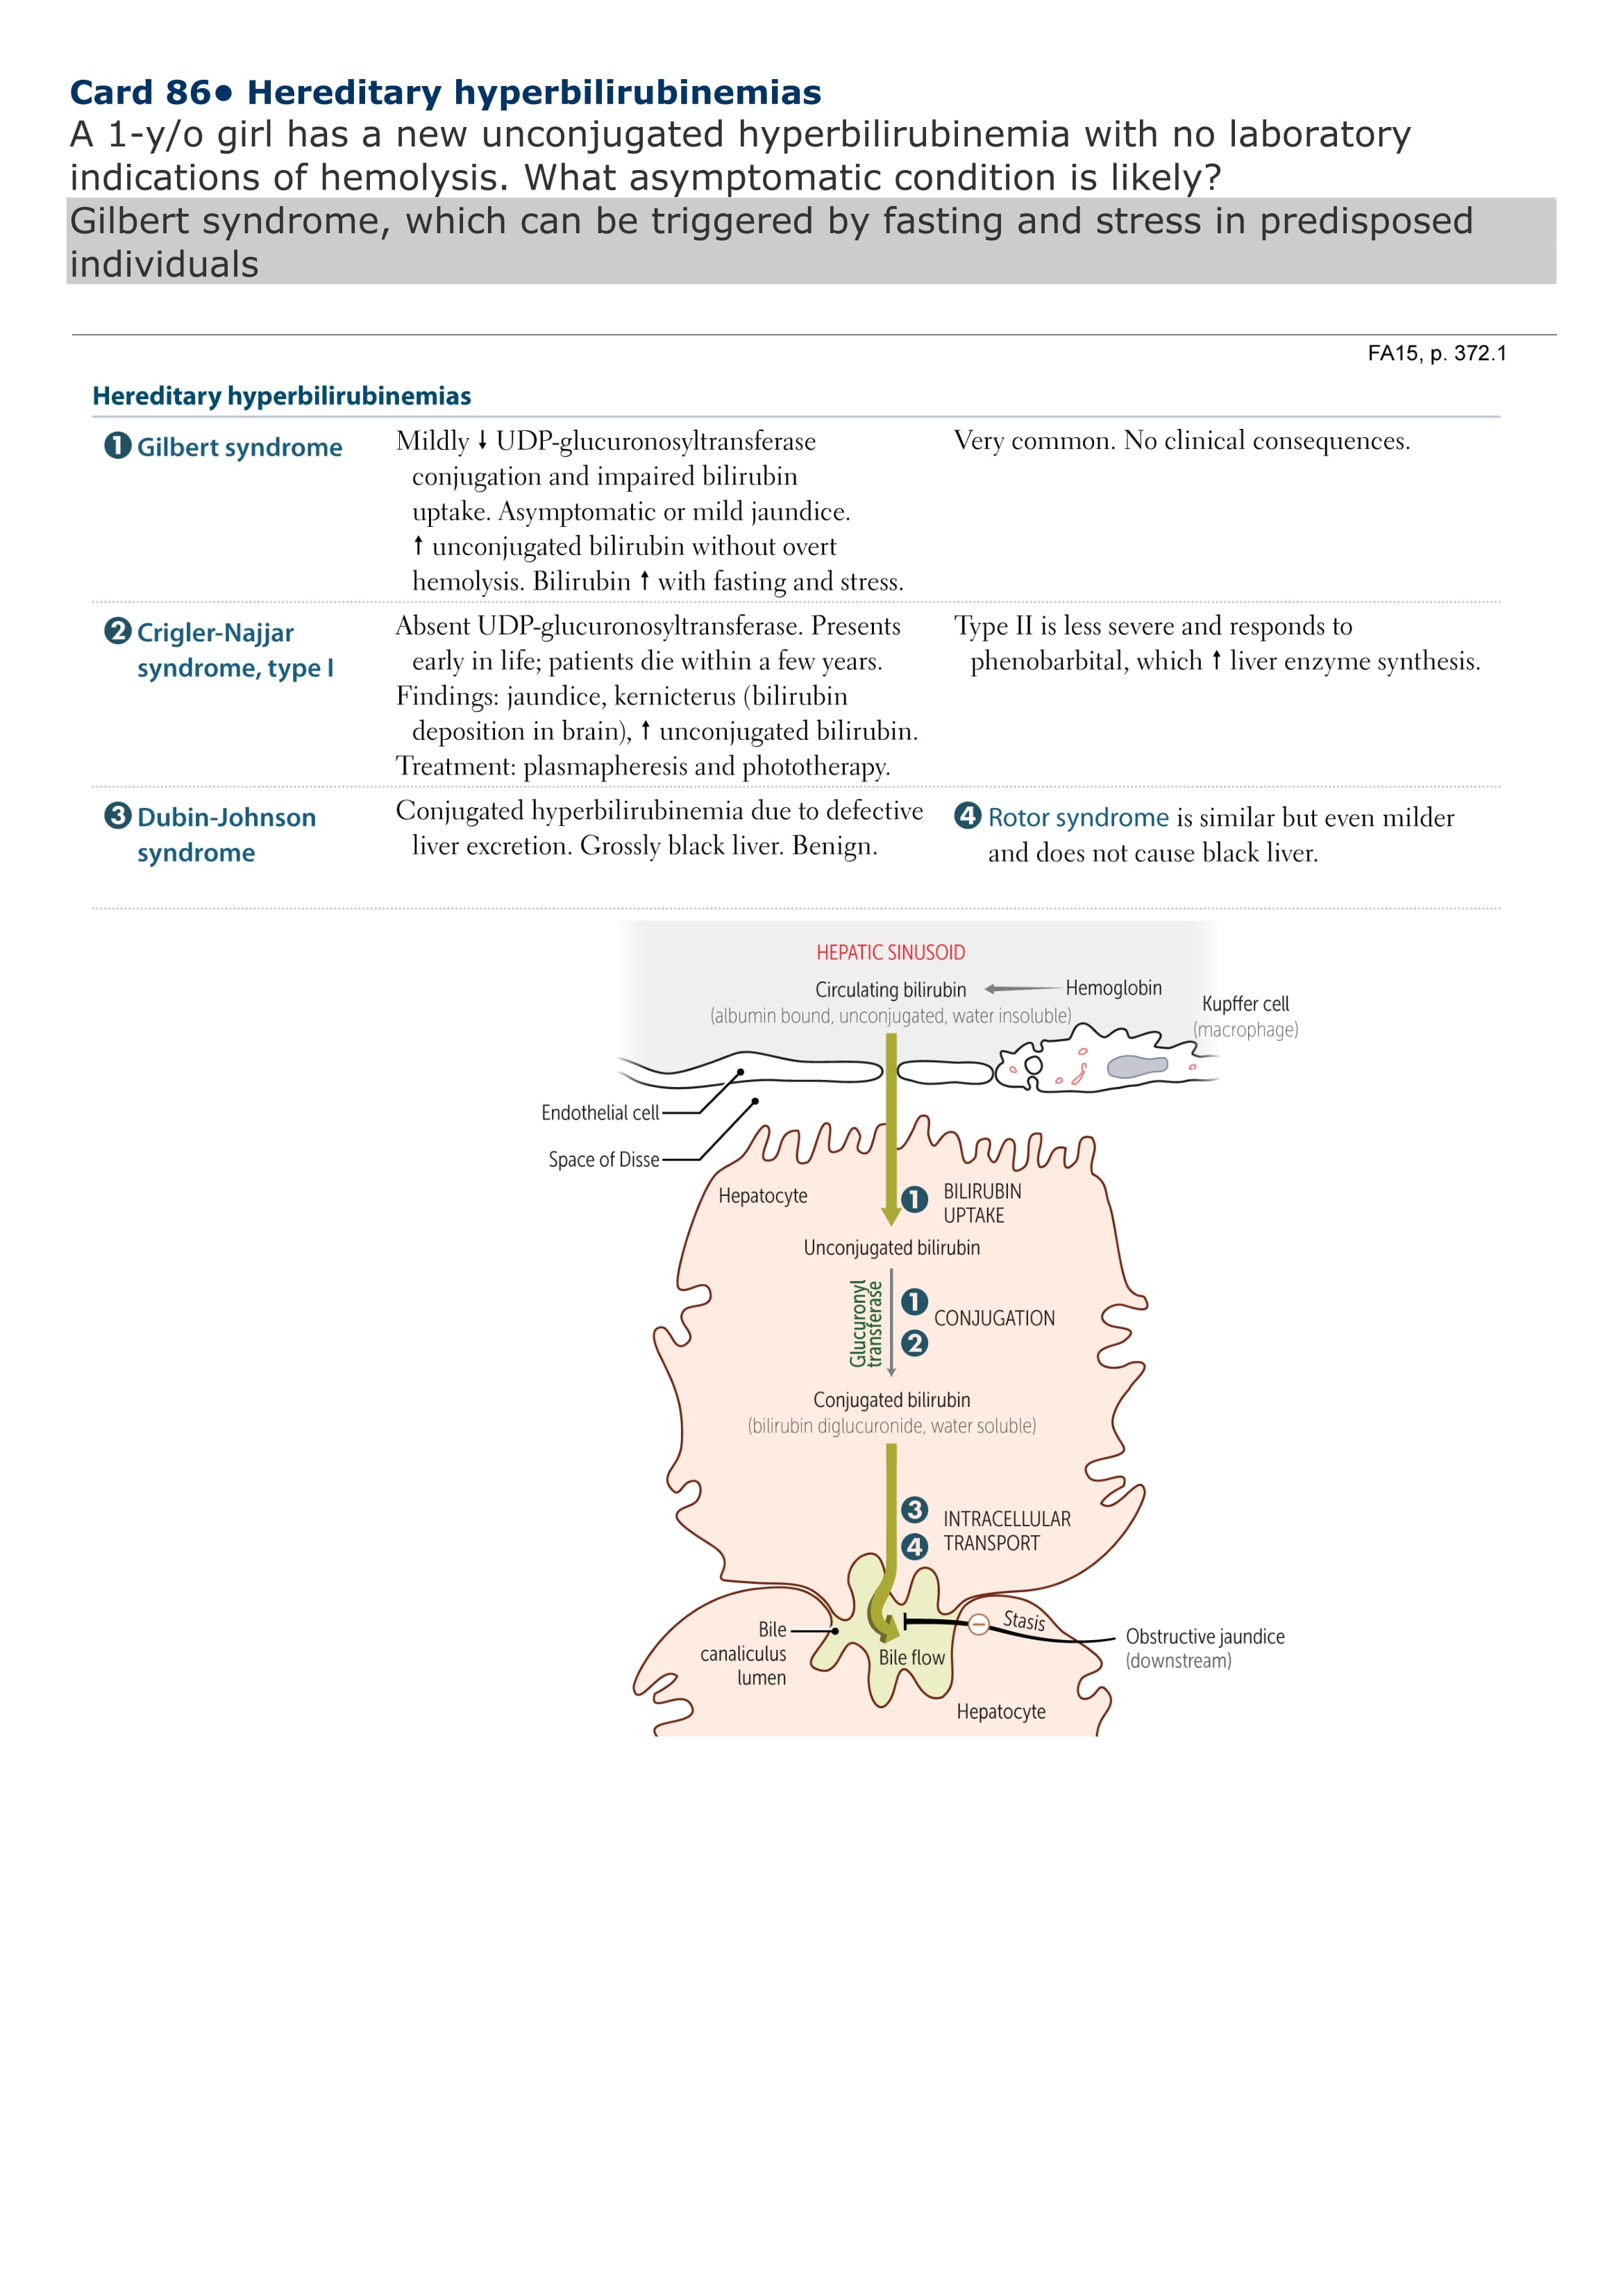 Card 86• Hereditary hyperbilirubinemias
A 1-y/o girl has a new unconjugated hyperbilirubinemia with no laboratory
indications of hemolysis. What asymptomatic condition is likely?
Gilbert syndrome, which can be triggered by fasting and stress in predisposed
individuals
FA15, p. 372.1
Hereditary hyperbilirubinemias
1 Gilbert syndrome
Mildly ↓ UDP-glucuronosyltransferase
conjugation and impaired bilirubin
uptake. Asymptomatic or mild jaundice.
↑ unconjugated bilirubin without overt
hemolysis. Bilirubin ↑ with fasting and stress.
Very common. No clinical consequences.
2 Crigler-Najjar
syndrome, type I
Absent UDP-glucuronosyltransferase. Presents
early in life; patients die within a few years.
Findings: jaundice, kernicterus (bilirubin
deposition in brain), ↑ unconjugated bilirubin.
Treatment: plasmapheresis and phototherapy.
Type II is less severe and responds to
phenobarbital, which ↑ liver enzyme synthesis.
3 Dubin-Johnson
syndrome
Conjugated hyperbilirubinemia due to defective
liver excretion. Grossly black liver. Benign.
4 Rotor syndrome is similar but even milder
and does not cause black liver.
HEPATIC SINUSOID
Circulating bilirubin
Hemoglobin
(albumin bound, unconjugated, water insoluble)
Kupffer cell
(macrophage)
Endothelial cell
Space of Disse
Hepatocyte
1 BILIRUBIN
UPTAKE
Unconjugated bilirubin
Glucuronyl
transferase
1
2
CONJUGATION
Conjugated bilirubin
(bilirubin diglucuronide, water soluble)
3
4
INTRACELLULAR
TRANSPORT
Bile
canaliculus
lumen
Bile flow
Stasis
Obstructive jaundice
(downstream)
Hepatocyte